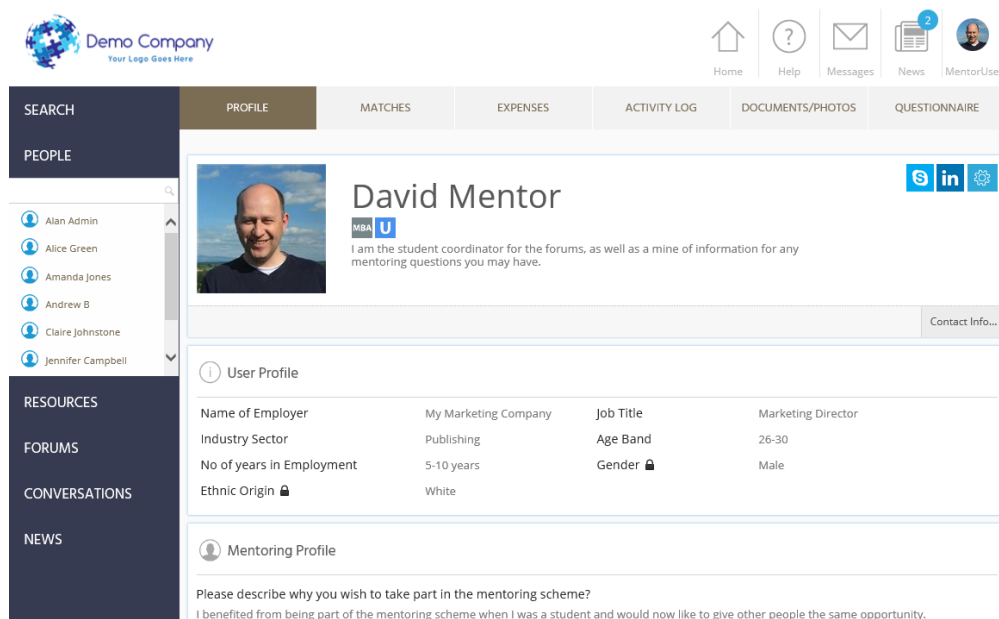 Demo Company
Your Logo Goes Here
Home
?
Help
Messages
2
News
MentorUse
SEARCH
PEOPLE
Alan Admin
Alice Green
Amanda Jones
Andrew B
Claire Johnstone
Jennifer Campbell
RESOURCES
FORUMS
CONVERSATIONS
NEWS
PROFILE MATCHES EXPENSES ACTIVITY LOG DOCUMENTS/PHOTOS QUESTIONNAIRE
David Mentor
MBA U
I am the student coordinator for the forums, as well as a mine of information for any
mentoring questions you may have.
S in
Contact Info...
i User Profile
Name of Employer My Marketing Company Job Title Marketing Director
Industry Sector Publishing Age Band 26-30
No of years in Employment 5-10 years Gender Male
Ethnic Origin White
Mentoring Profile
Please describe why you wish to take part in the mentoring scheme?
I benefited from being part of the mentoring scheme when I was a student and would now like to give other people the same opportunity.